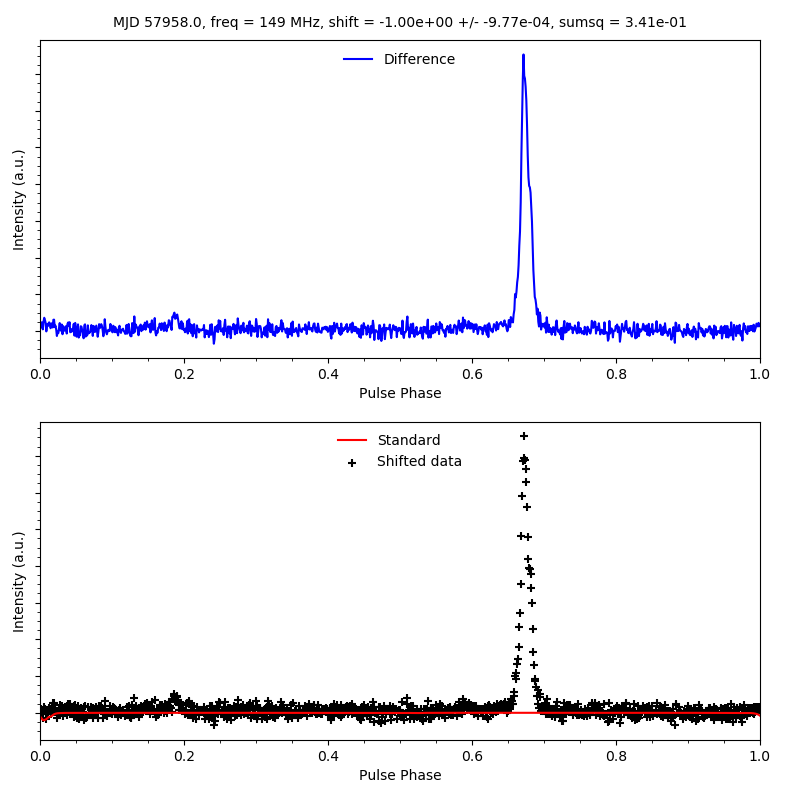 MJD 57958.0, freq = 149 MHz, shift = -1.00e+00 +/- -9.77e-04, sumsq = 3.41e-01
Difference
Intensity (a.u.)
0.0 0.2 0.4 0.6 0.8 1.0
Pulse Phase
Standard
Shifted data
Intensity (a.u.)
0.0 0.2 0.4 0.6 0.8 1.0
Pulse Phase